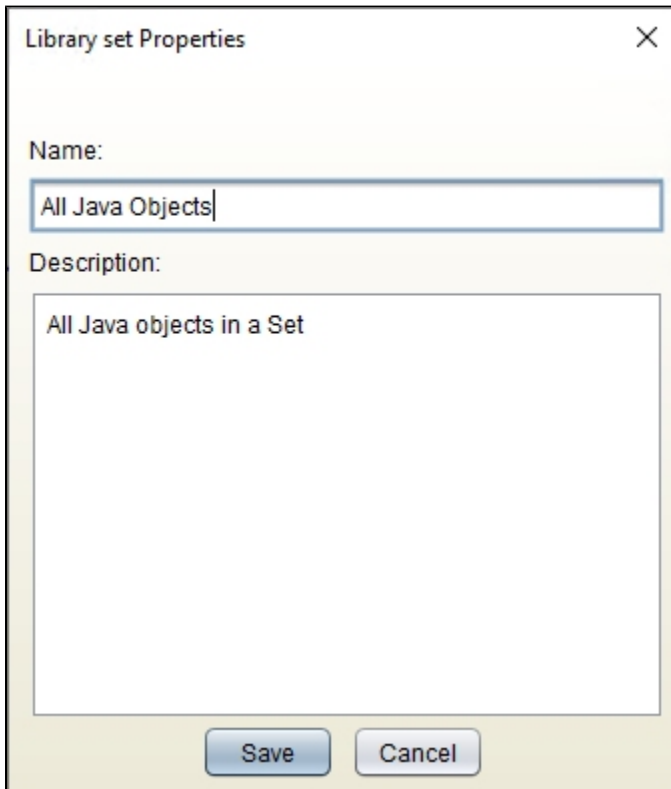 Library set Properties
Name:
All Java Objects
Description:
All Java objects in a Set
Save Cancel